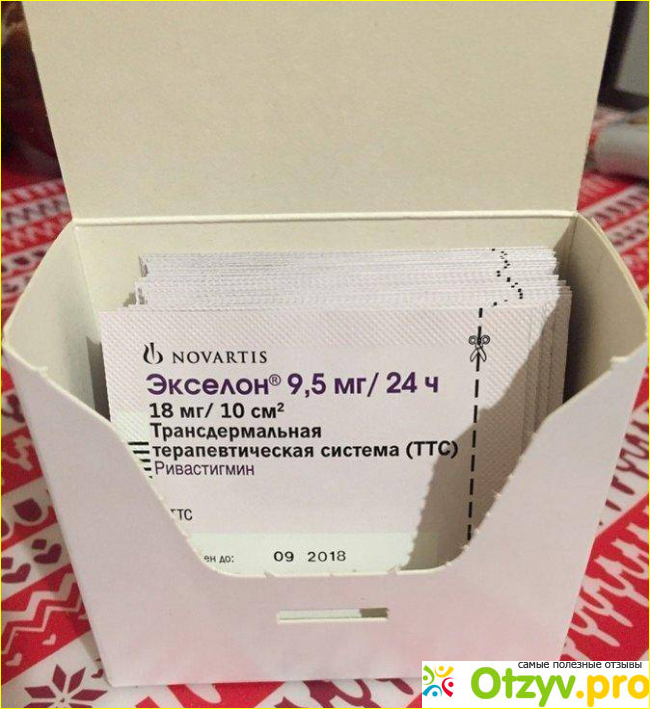 NOVARTIS
Экселон® 9,5 мг/ 24 ч
18 мг/ 10 см²
Трансдермальная
терапевтическая система (ТТС)
Ривастигмин
ТТС
до:
09 2018
самые полезные отзывы
Otzyv.pro